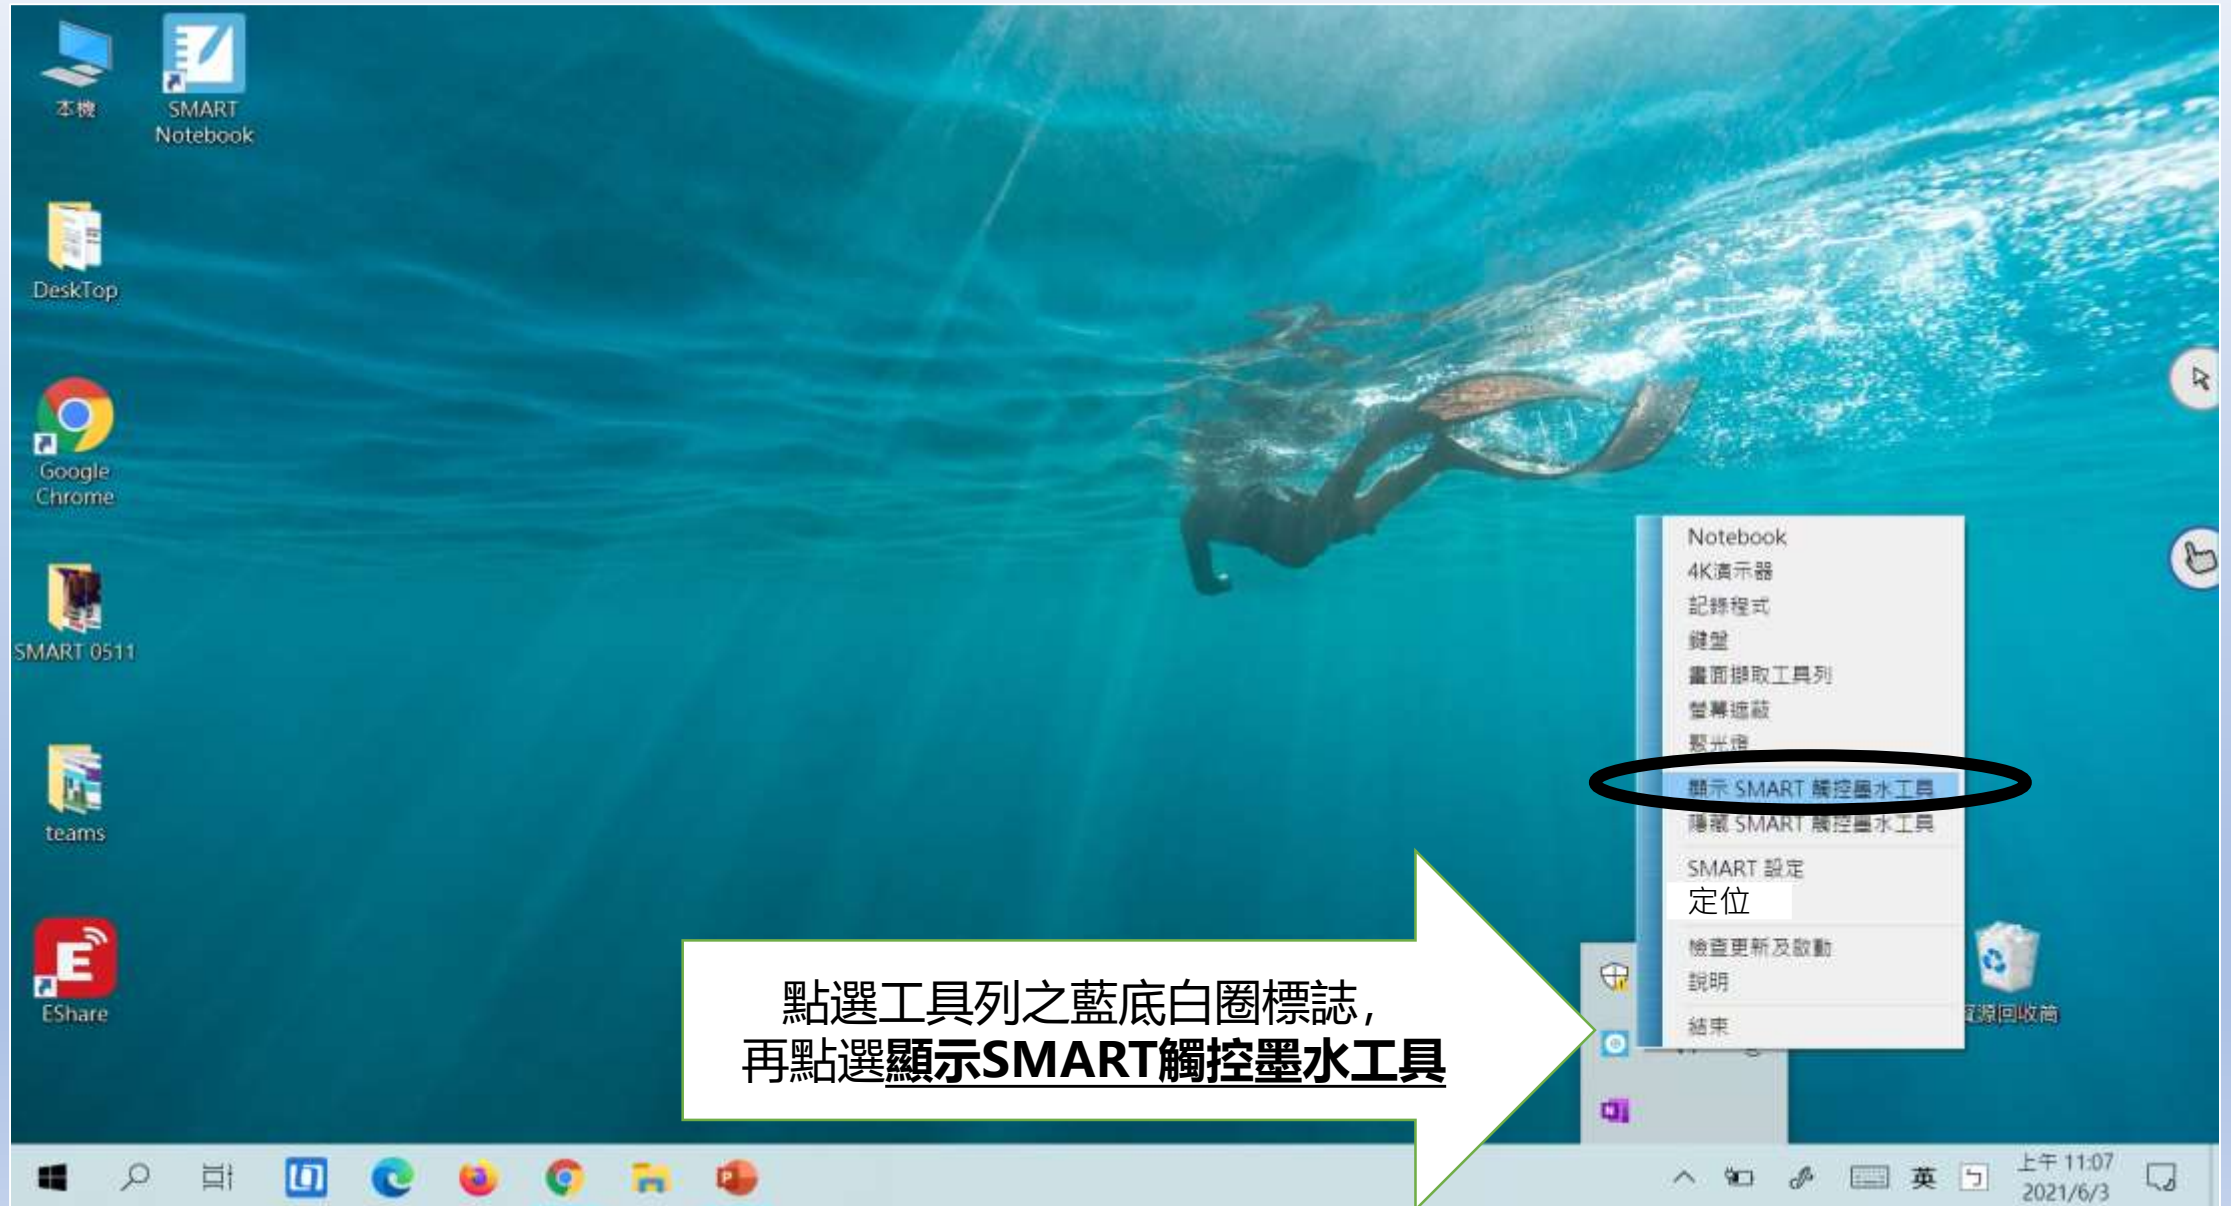 本機
SMART
Notebook
DeskTop
Google
Chrome
SMART 0511
teams
EShare
Notebook
4K演示器
記錄程式
鍵盤
畫面擷取工具列
螢幕遮蔽
聚光燈
顯示 SMART 觸控墨水工具
隱藏 SMART 觸控墨水工具
SMART 設定
定位
檢查更新及啟動
說明
結束
資源回收筒
點選工具列之藍底白圈標誌,
再點選顯示SMART觸控墨水工具
英
ㄅ
上午 11:07
2021/6/3